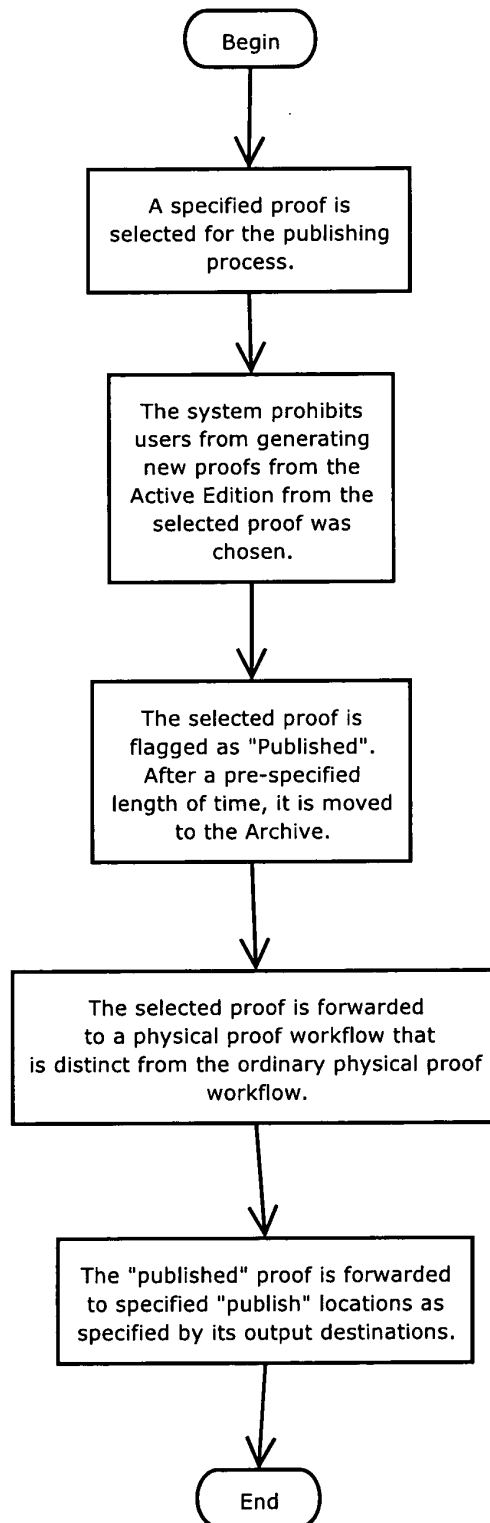 Begin
A specified proof is
selected for the publishing
process.
The system prohibits
users from generating
new proofs from the
Active Edition from the
selected proof was
chosen.
The selected proof is
flagged as "Published".
After a pre-specified
length of time, it is moved
to the Archive.
The selected proof is forwarded
to a physical proof workflow that
is distinct from the ordinary physical proof
workflow.
The "published" proof is forwarded
to specified "publish" locations as
specified by its output destinations.
End